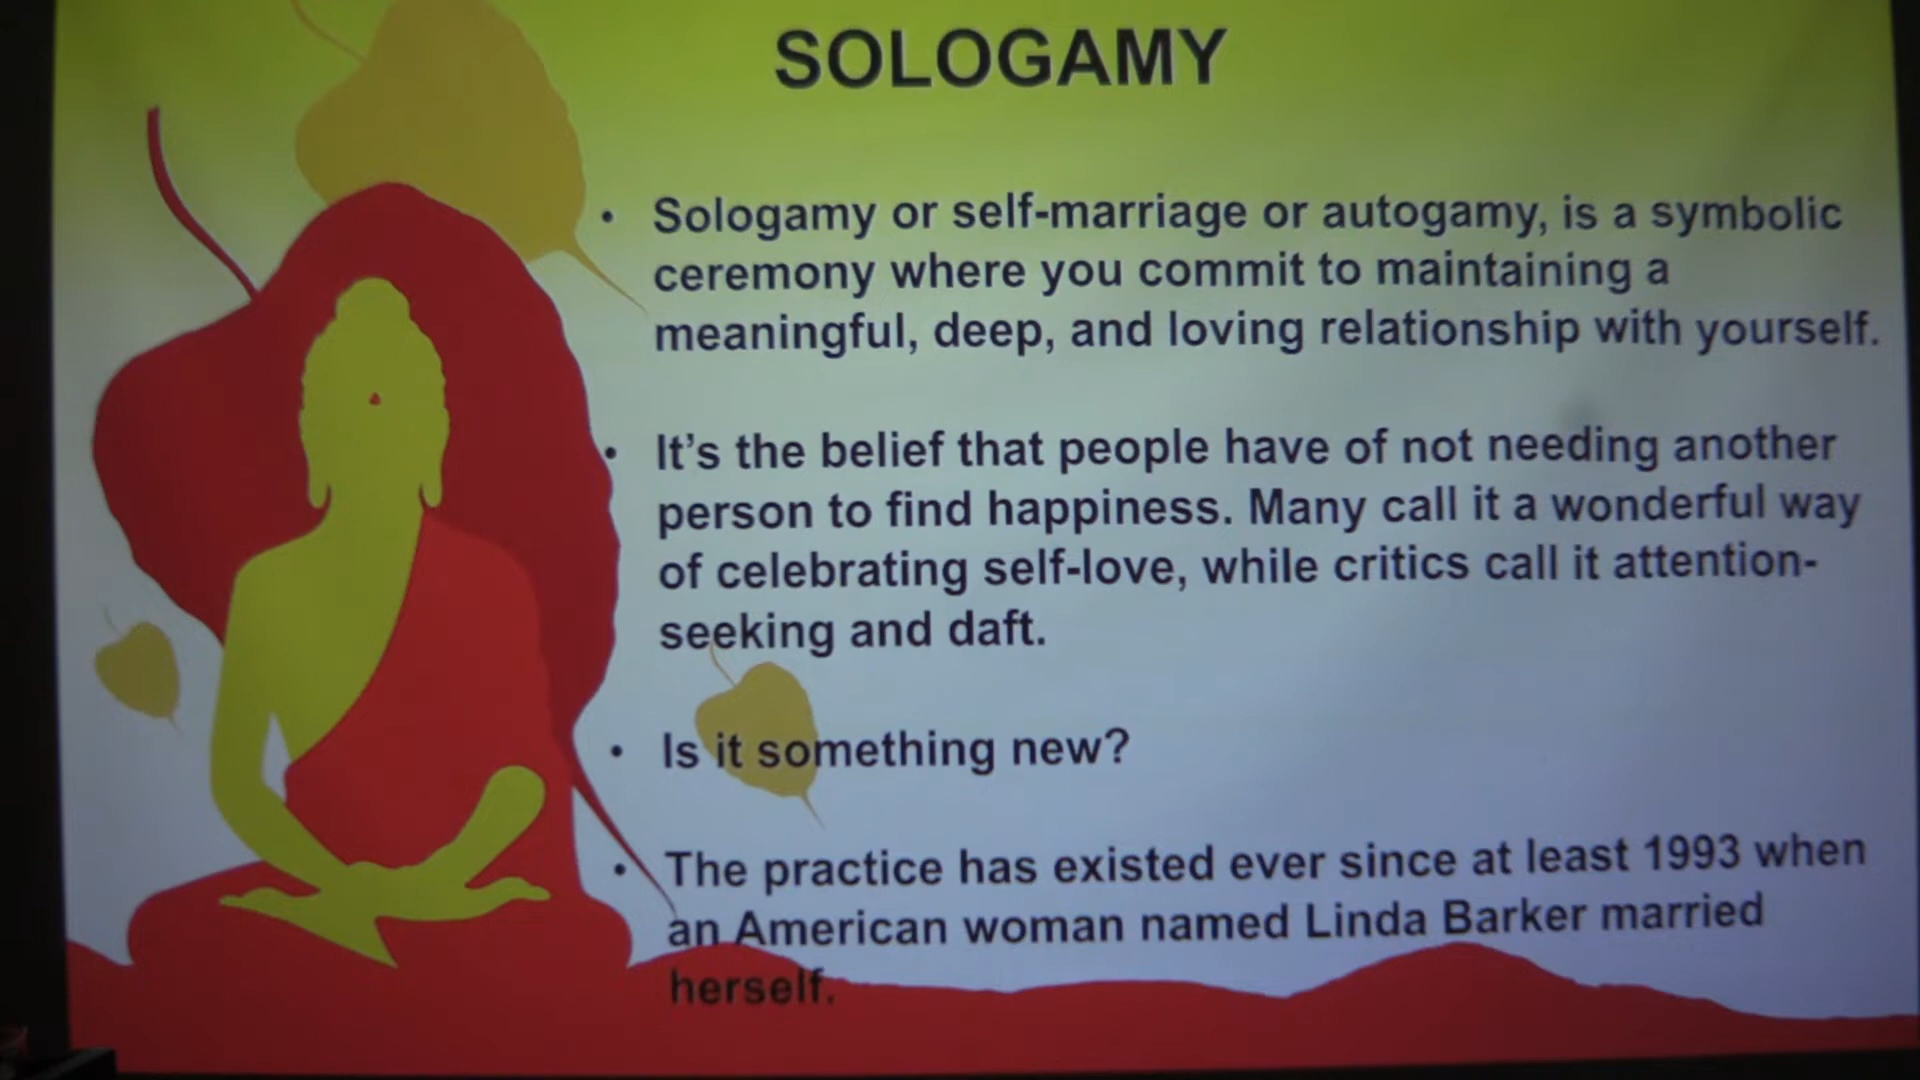 SOLOGAMY
• Sologamy or self-marriage or autogamy, is a symbolic
ceremony where you commit to maintaining a
meaningful, deep, and loving relationship with yourself.
• It's the belief that people have of not needing another
person to find happiness. Many call it a wonderful way
of celebrating self-love, while critics call it attention-
seeking and daft.
• Is it something new?
• The practice has existed ever since at least 1993 when
an American woman named Linda Barker married
herself.